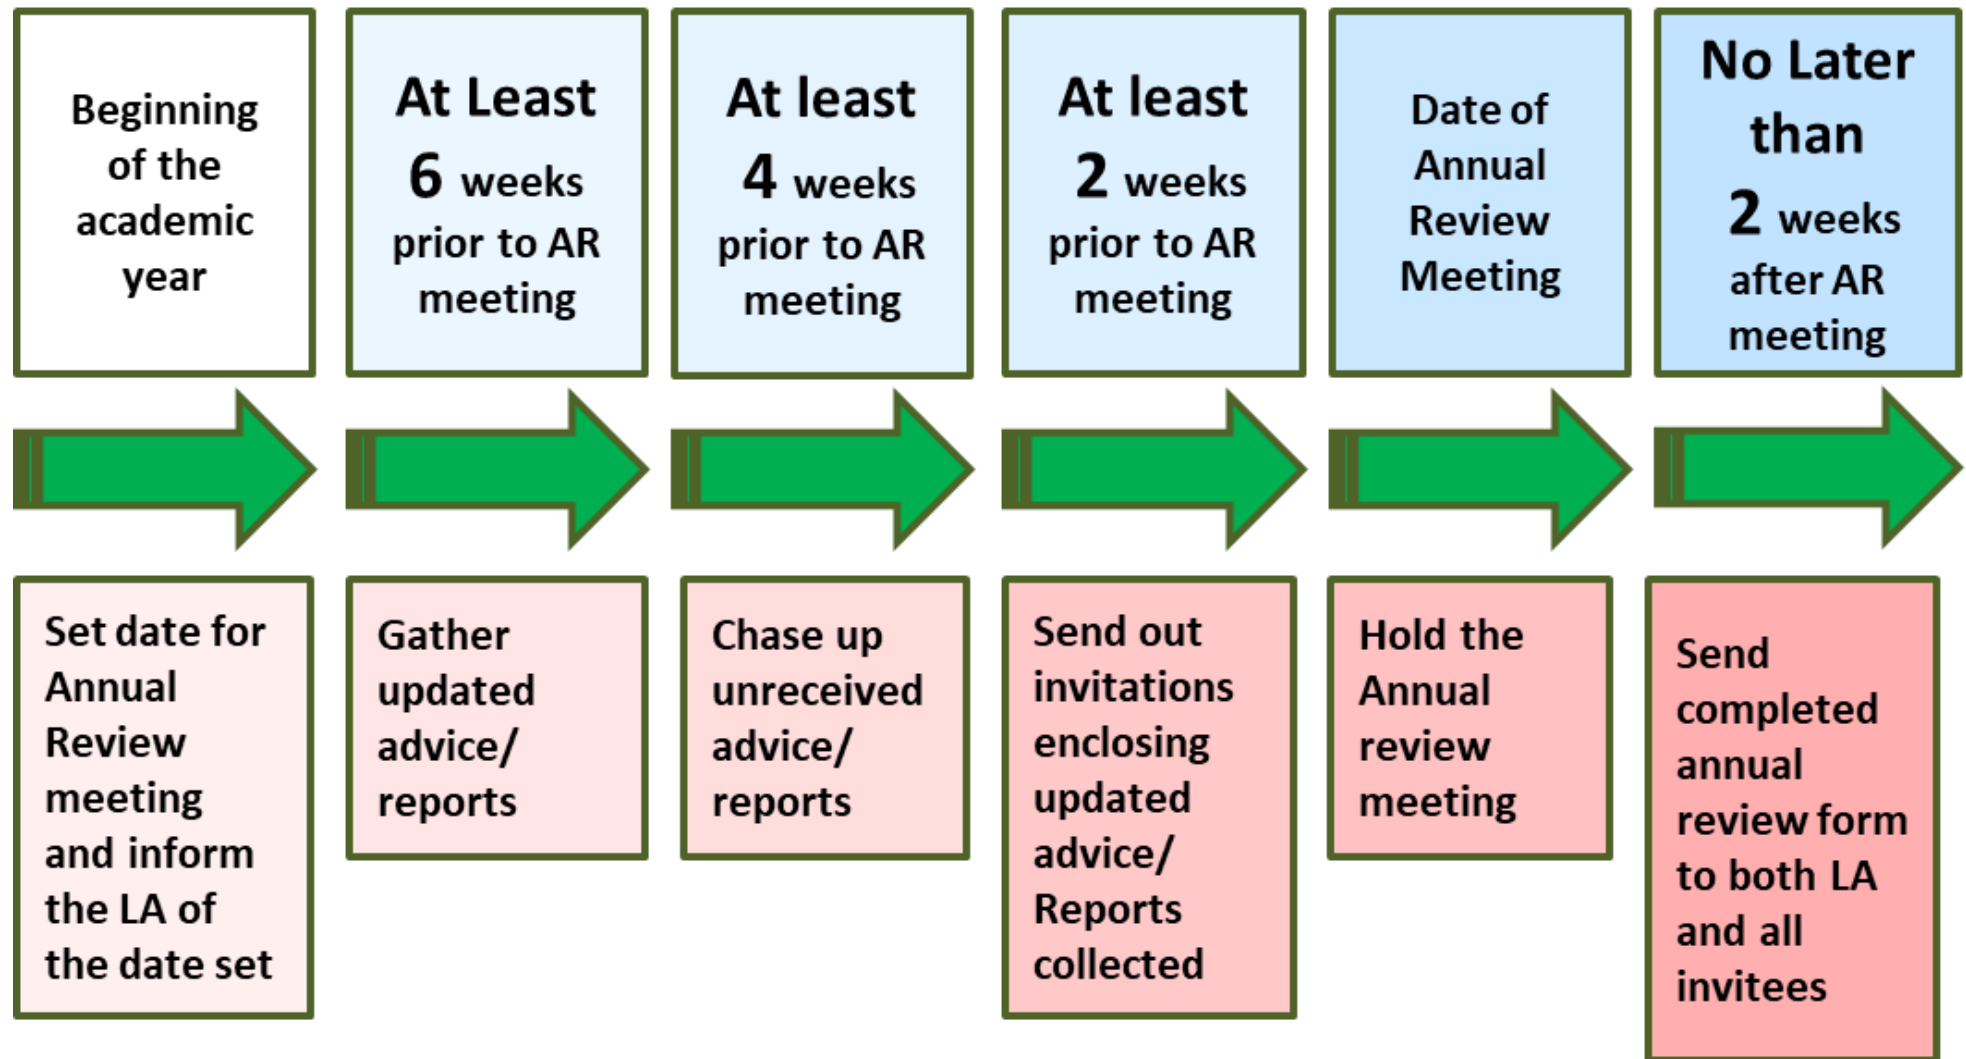 Beginning
of the
academic
year
At Least
6 weeks
prior to AR
meeting
At least
4 weeks
prior to AR
meeting
At least
2 weeks
prior to AR
meeting
Date of
Annual
Review
Meeting
No Later
than
2 weeks
after AR
meeting
Set date for
Annual
Review
meeting
and inform
the LA of
the date set
Gather
updated
advice/
reports
Chase up
unreceived
advice/
reports
Send out
invitations
enclosing
updated
advice/
Reports
collected
Hold the
Annual
review
meeting
Send
completed
annual
review form
to both LA
and all
invitees